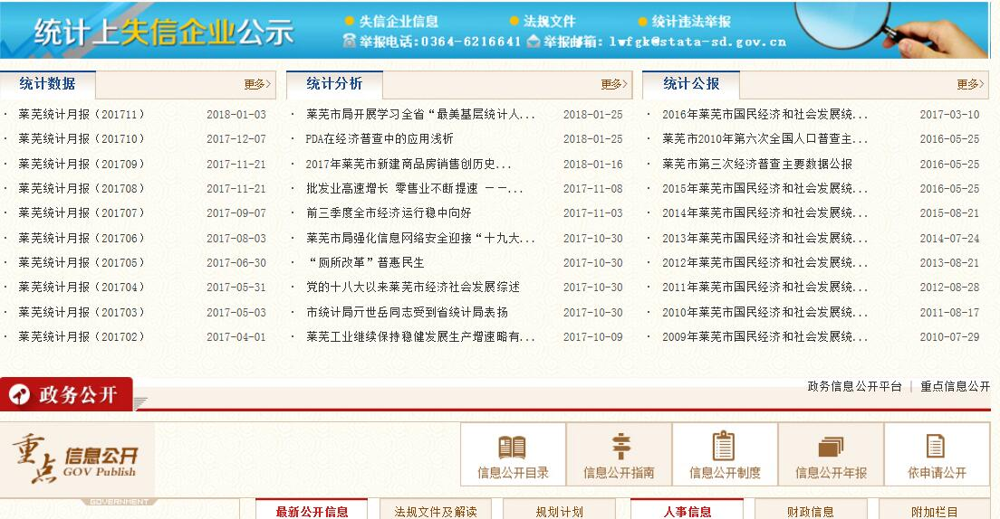 统计上失信企业公示
失信企业信息 法规文件 统计违法举报
举报电话:0364-6216641 举报邮箱: lwfgk@stata-sd.gov.cn
统计数据 更多>
莱芜统计月报（201711） 2018-01-03
莱芜统计月报（201710） 2017-12-07
莱芜统计月报（201709） 2017-11-21
莱芜统计月报（201708） 2017-11-21
莱芜统计月报（201707） 2017-09-07
莱芜统计月报（201706） 2017-08-03
莱芜统计月报（201705） 2017-06-30
莱芜统计月报（201704） 2017-05-31
莱芜统计月报（201703） 2017-05-03
莱芜统计月报（201702） 2017-04-01
统计分析 更多>
莱芜市局开展学习全省“最美基层统计人... 2018-01-25
PDA在经济普查中的应用浅析 2018-01-25
2017年莱芜市新建商品房销售创历史... 2018-01-16
批发业高速增长 零售业不断提速 －－... 2017-11-08
前三季度全市经济运行稳中向好 2017-11-03
莱芜市局强化信息网络安全迎接“十九大... 2017-10-30
“厕所改革”普惠民生 2017-10-30
党的十八大以来莱芜市经济社会发展综述 2017-10-30
市统计局亓世岳同志受到省统计局表扬 2017-10-30
莱芜工业继续保持稳健发展生产增速略有... 2017-10-09
统计公报 更多>
2016年莱芜市国民经济和社会发展统... 2017-03-10
莱芜市2010年第六次全国人口普查主... 2016-05-25
莱芜市第三次经济普查主要数据公报 2016-05-25
2015年莱芜市国民经济和社会发展统... 2016-05-25
2014年莱芜市国民经济和社会发展统... 2015-08-21
2013年莱芜市国民经济和社会发展统... 2014-07-24
2012年莱芜市国民经济和社会发展统... 2013-08-21
2011年莱芜市国民经济和社会发展统... 2012-08-28
2010年莱芜市国民经济和社会发展统... 2011-08-17
2009年莱芜市国民经济和社会发展统... 2010-07-29
政务公开
政务信息公开平台 | 重点信息公开
重点 信息公开
GOV Publish
GOVERNMENT
信息公开目录 信息公开指南 信息公开制度 信息公开年报 依申请公开
最新公开信息 法规文件及解读 规划计划 人事信息 财政信息 附加栏目